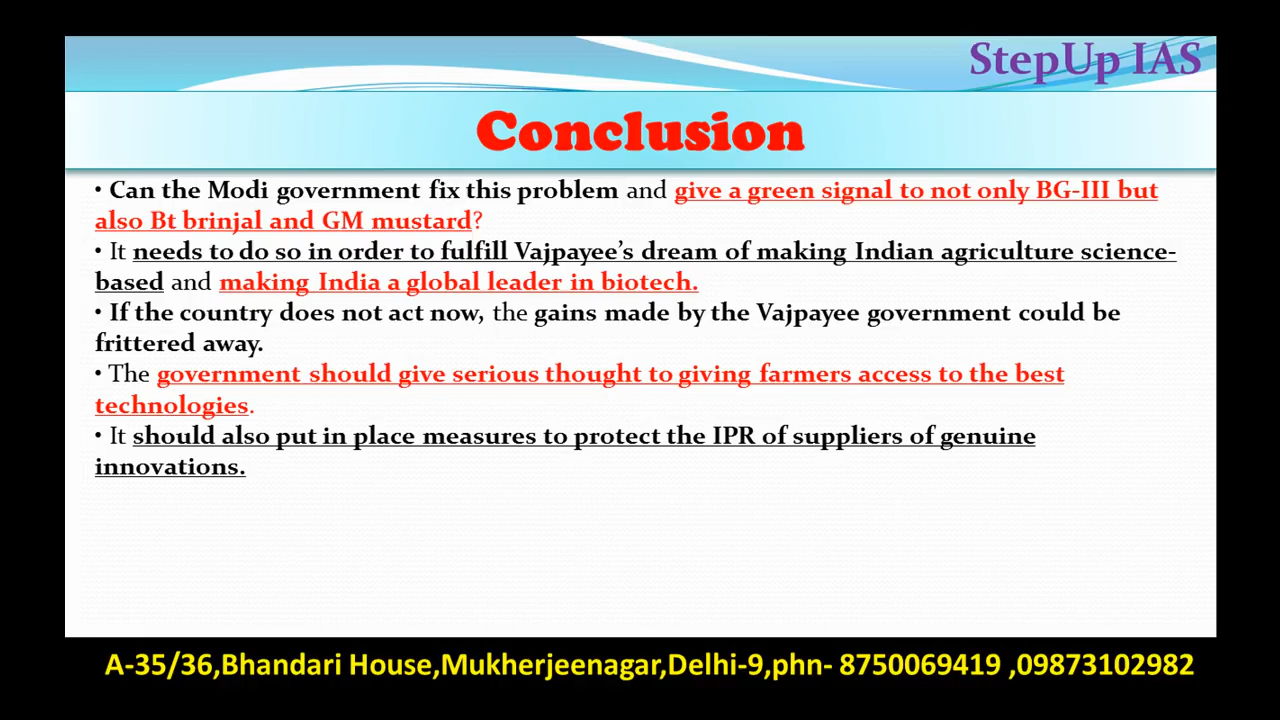 StepUp IAS
Conclusion
• Can the Modi government fix this problem and give a green signal to not only BG-III but
also Bt brinjal and GM mustard?
• It needs to do so in order to fulfill Vajpayee’s dream of making Indian agriculture science-
based and making India a global leader in biotech.
• If the country does not act now, the gains made by the Vajpayee government could be
frittered away.
• The government should give serious thought to giving farmers access to the best
technologies.
• It should also put in place measures to protect the IPR of suppliers of genuine
innovations.
A-35/36,Bhandari House,Mukherjeenagar,Delhi-9,phn- 8750069419 ,09873102982